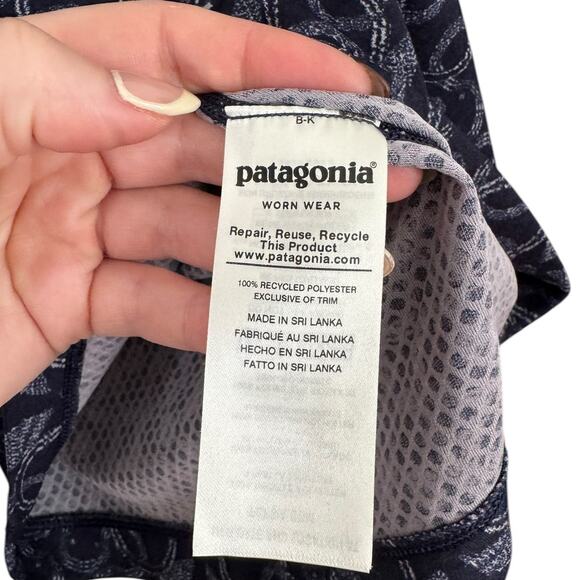 B-K
patagonia®
WORN WEAR
Repair, Reuse, Recycle
This Product
www.patagonia.com
100% RECYCLED POLYESTER
EXCLUSIVE OF TRIM
MADE IN SRI LANKA
FABRIQUÉ AU SRI LANKA
HECHO EN SRI LANKA
FATTO IN SRI LANKA